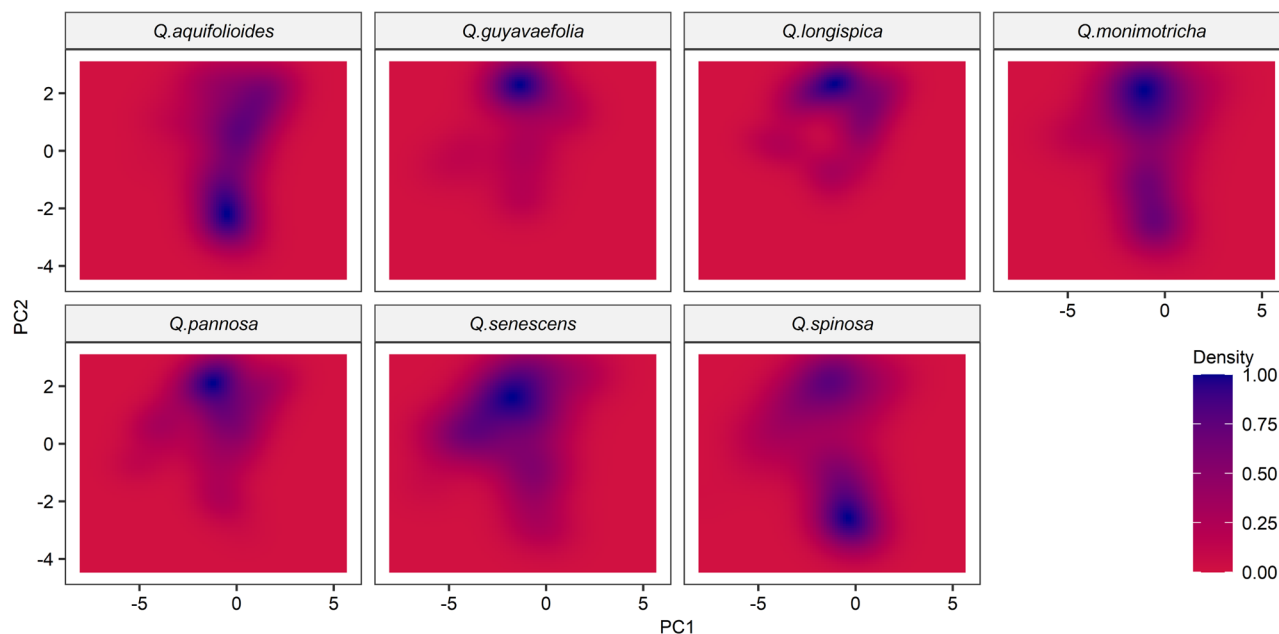 Q.aquifolioides Q.guyavaefolia Q.longispica Q.monimotricha
2
0
-2
-4
-5 0 5
PC2
Q.pannosa Q.senescens Q.spinosa
2
0
-2
-4
-5 0 5 -5 0 5 -5 0 5
PC1
Density
1.00
0.75
0.50
0.25
0.00